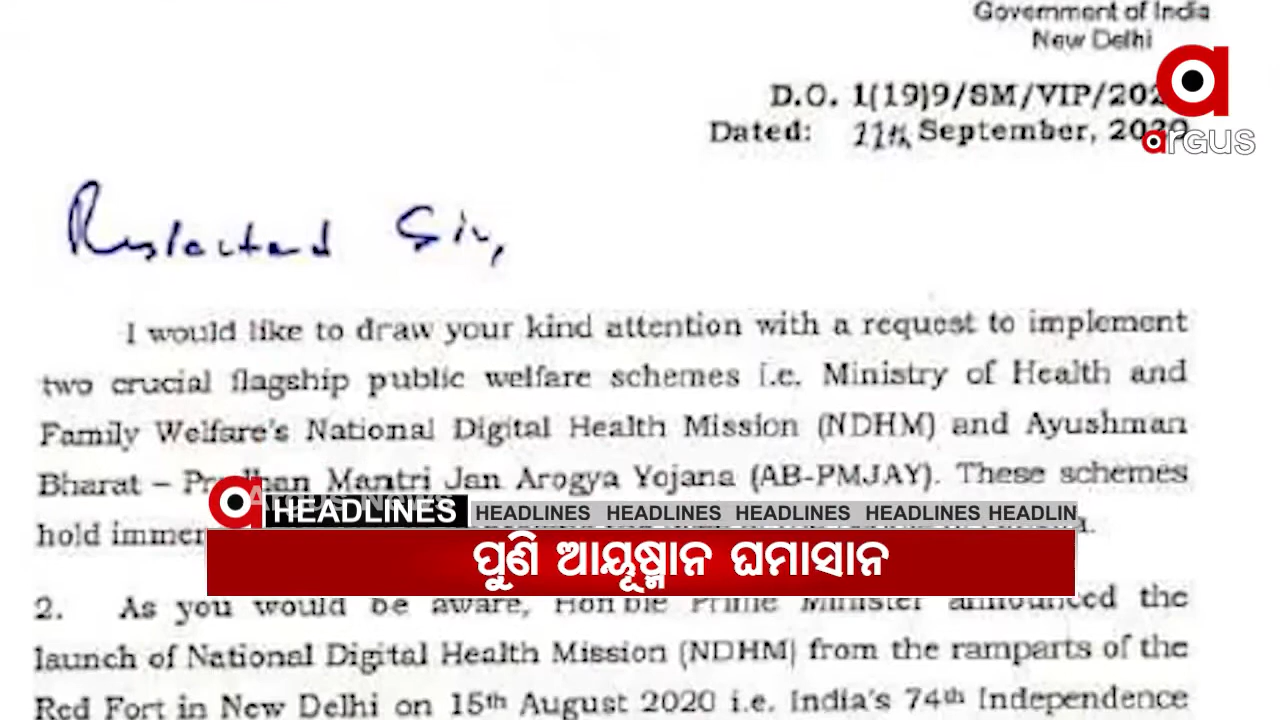 Government of India
New Delhi
D.O. 1(19)9/SM/VIP/202
Dated: 11th September, 2020
argus
Respected Sir,
I would like to draw your kind attention with a request to implement
two crucial flagship public welfare schemes i.e. Ministry of Health and
Family Welfare's National Digital Health Mission (NDHM) and Ayushman
Bharat – Pradhan Mantri Jan Arogya Yojana (AB-PMJAY). These schemes
hold
HEADLINES HEADLINES HEADLINES HEADLINES HEADLINES HEADLIN
ପୁଣି ଆୟୁଷ୍ମାନ ଘମାସାନ
2. As you would be aware, Hon'ble Prime Minister announced the
launch of National Digital Health Mission (NDHM) from the ramparts of the
Red Fort in New Delhi on 15th August 2020 i.e. India's 74th Independence